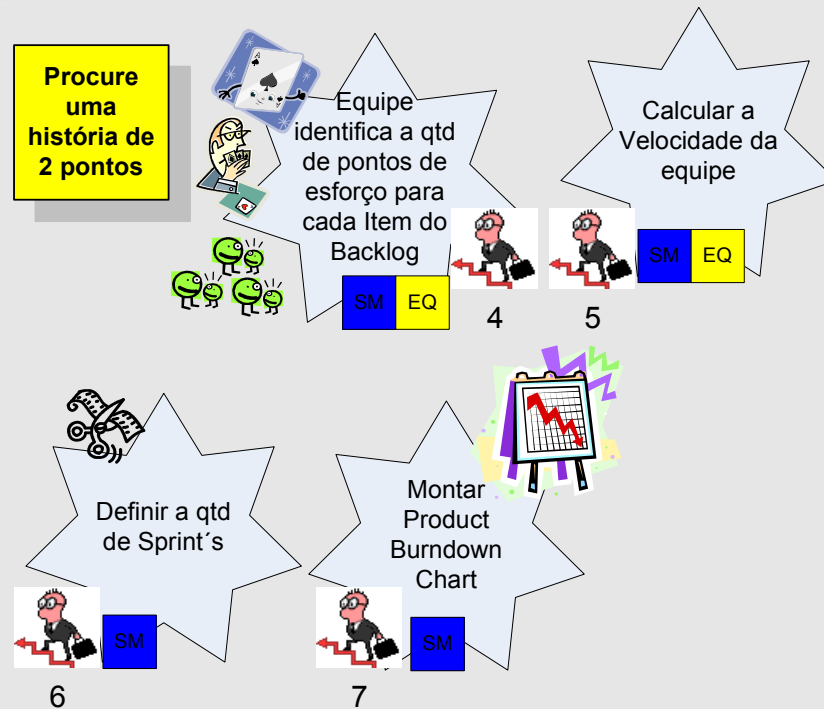 Procure
uma
história de
2 pontos
Equipe
identifica a qtd
de pontos de
esforço para
cada Item do
Backlog
SM EQ
4
Calcular a
Velocidade da
equipe
SM EQ
5
Definir a qtd
de Sprint´s
SM
6
Montar
Product
Burndown
Chart
SM
7